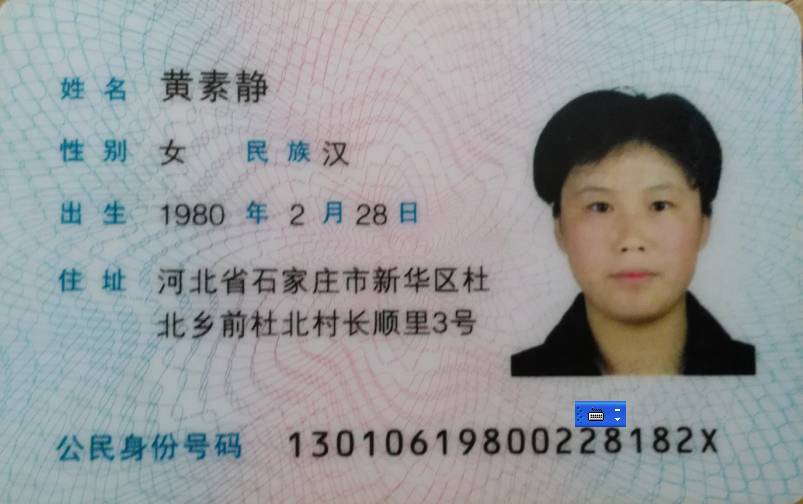 姓名 黄素静
性别 女 民族 汉
出生 1980 年 2 月 28 日
住址 河北省石家庄市新华区杜
北乡前杜北村长顺里3号
公民身份号码 13010619800228182X